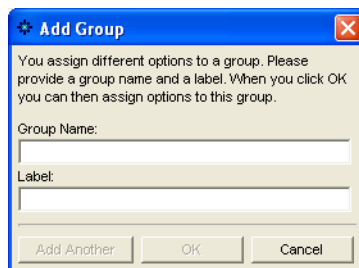 Add Group
You assign different options to a group. Please
provide a group name and a label. When you click OK
you can then assign options to this group.
Group Name:
Label:
Add Another OK Cancel